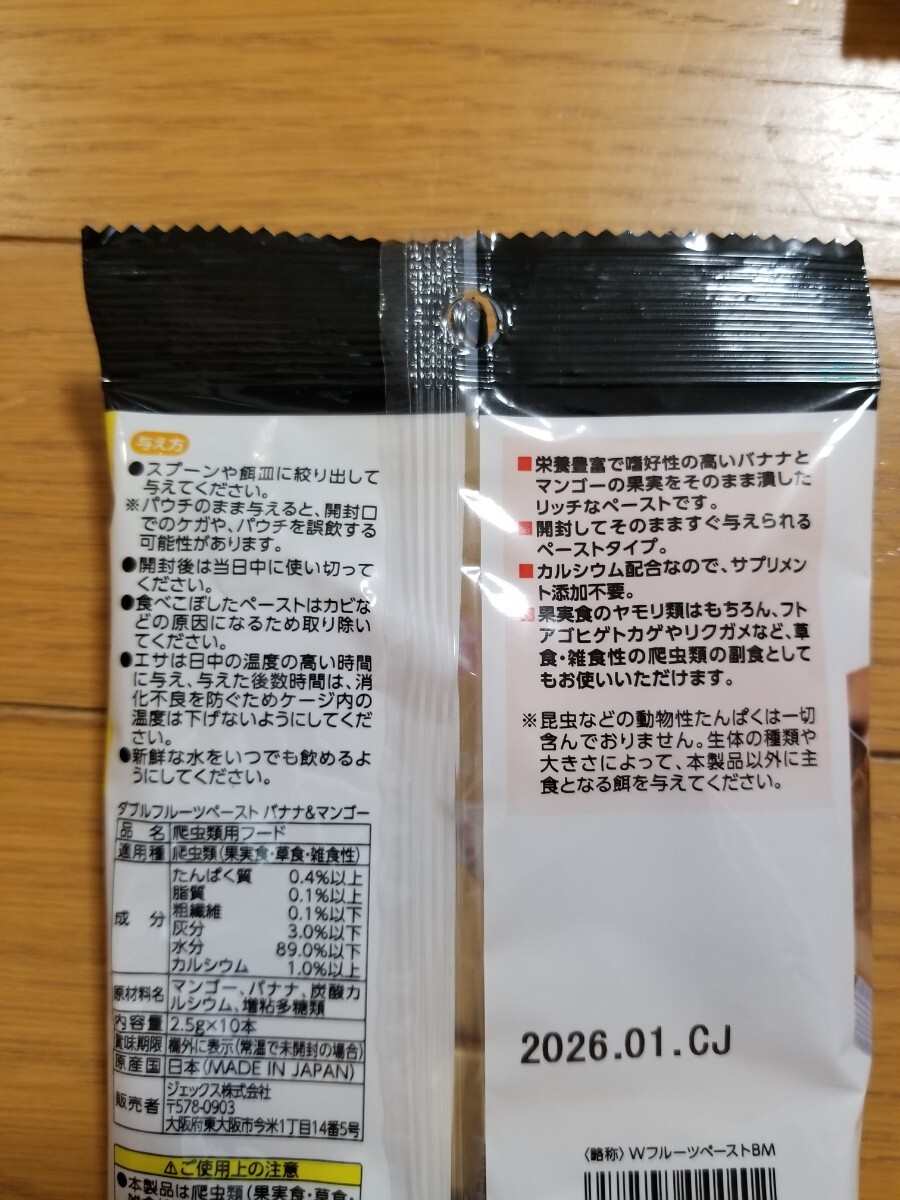 与え方
●スプーンや餌皿に絞り出して
与えてください。
※パウチのまま与えると、開封口
でのケガや、パウチを誤飲する
可能性があります。
●開封後は当日中に使い切って
ください。
●食べこぼしたペーストはカビな
どの原因になるため取り除い
てください。
●エサは日中の温度の高い時間
に与え、与えた後数時間は、消
化不良を防ぐためケージ内の
温度は下げないようにしてくだ
さい。
●新鮮な水をいつでも飲めるよ
うにしてください。
ダブルフルーツペースト バナナ&マンゴー
品名 爬虫類用フード
適用種 爬虫類(果実食・草食・雑食性)
成分 たんぱく質 0.4%以上
脂質 0.1%以上
粗繊維 0.1%以下
灰分 3.0%以下
水分 89.0%以下
カルシウム 1.0%以上
原材料名 マンゴー、バナナ、炭酸カ
ルシウム、増粘多糖類
内容量 2.5g×10本
賞味期限 欄外に表示(常温で未開封の場合)
原産国 日本(MADE IN JAPAN)
販売者 ジェックス株式会社
〒578-0903
大阪府東大阪市今米1丁目14番5号
⚠ご使用上の注意
●本製品は爬虫類(果実食・草食・
■栄養豊富で嗜好性の高いバナナと
マンゴーの果実をそのまま潰した
リッチなペーストです。
■開封してそのまますぐ与えられる
ペーストタイプ。
■カルシウム配合なので、サプリメン
ト添加不要。
■果実食のヤモリ類はもちろん、フト
アゴヒゲトカゲやリクガメなど、草
食・雑食性の爬虫類の副食として
もお使いいただけます。
※昆虫などの動物性たんぱくは一切
含んでおりません。生体の種類や
大きさによって、本製品以外に主
食となる餌を与えてください。
2026.01.CJ
〈略称〉WフルーツペーストBM